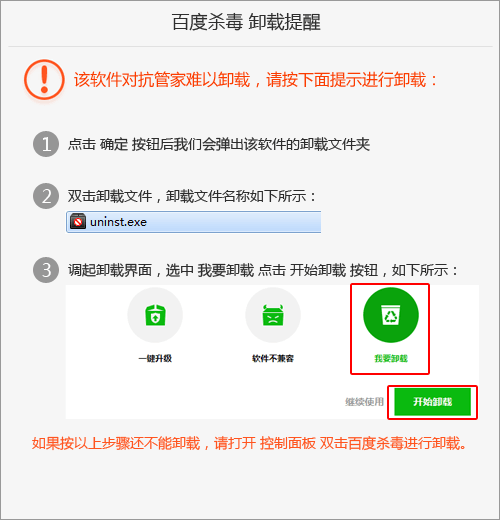 百度杀毒 卸载提醒
该软件对抗管家难以卸载，请按下面提示进行卸载：
1 点击 确定 按钮后我们会弹出该软件的卸载文件夹
2 双击卸载文件，卸载文件名称如下所示：
uninst.exe
3 调起卸载界面，选中 我要卸载 点击 开始卸载 按钮，如下所示：
一键升级 软件不兼容 我要卸载
继续使用 开始卸载
如果按以上步骤还不能卸载，请打开 控制面板 双击百度杀毒进行卸载。